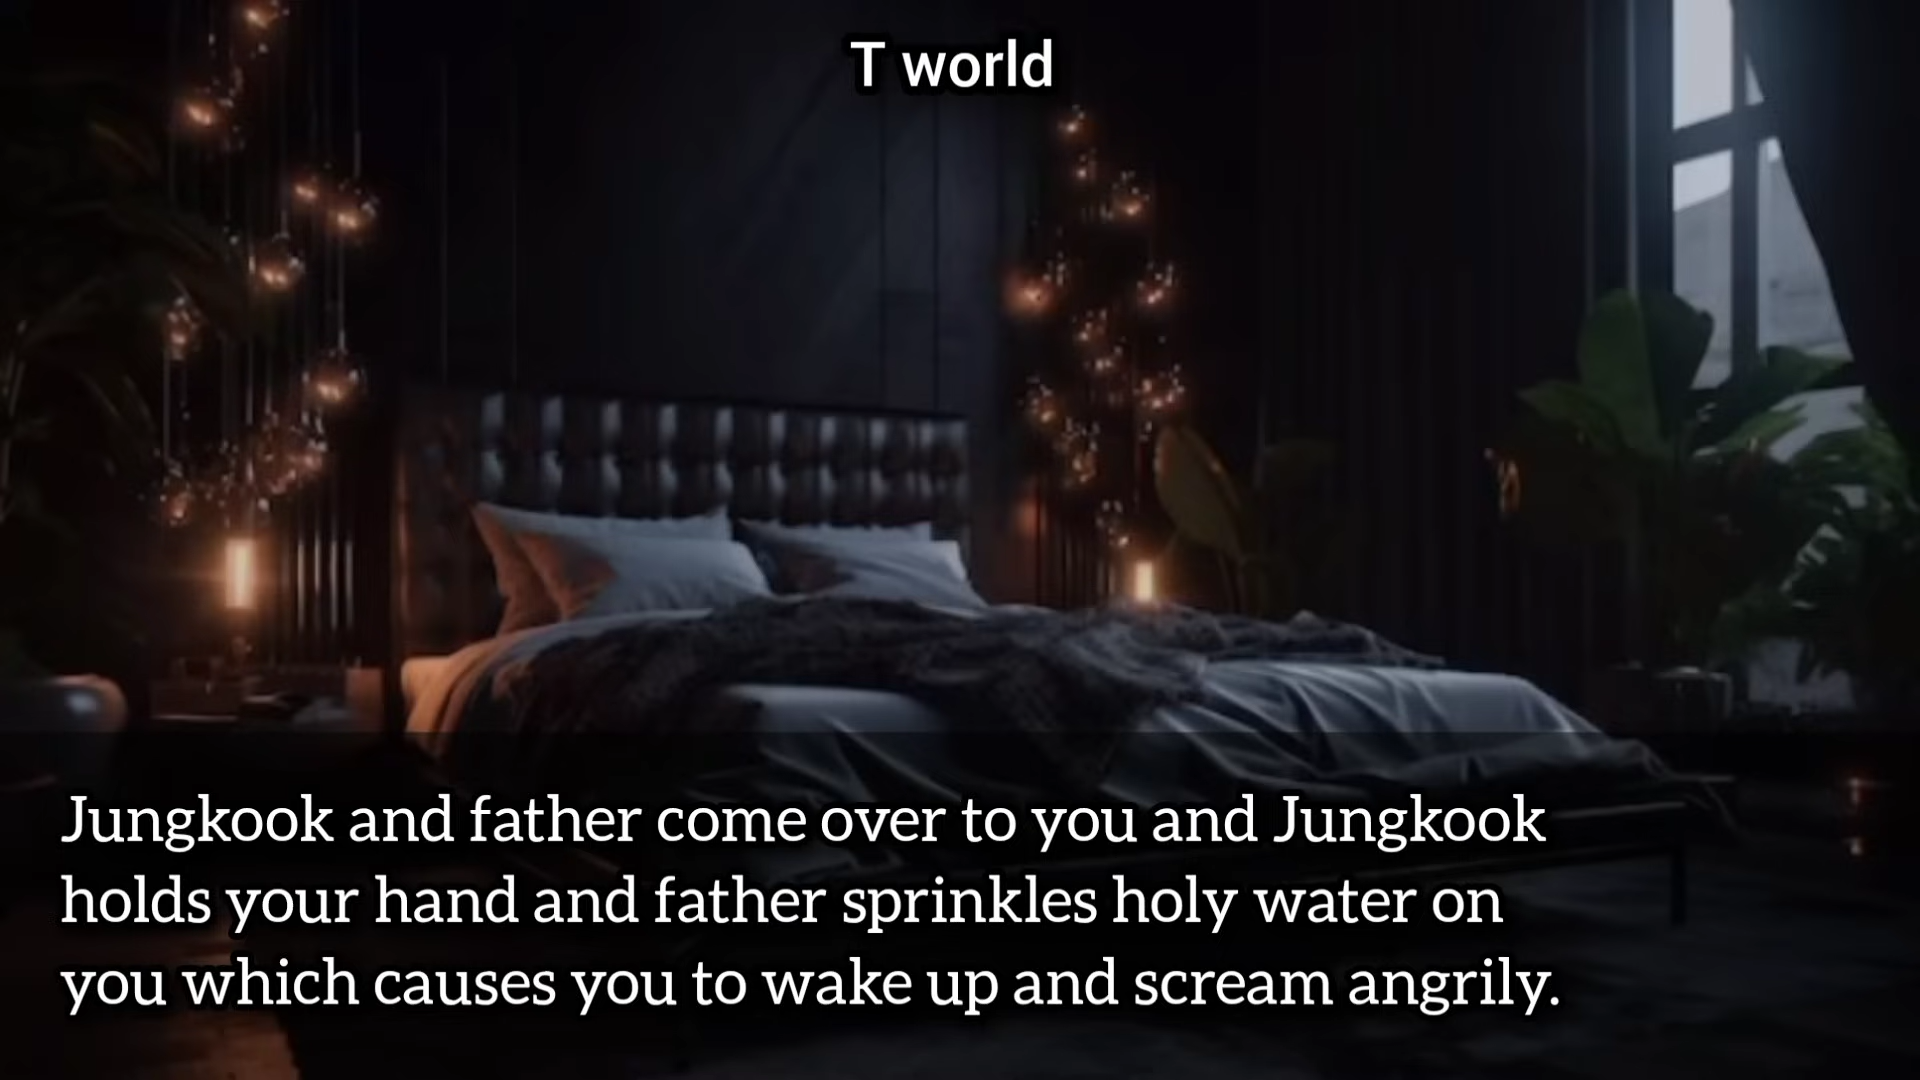 T world
Jungkook and father come over to you and Jungkook
holds your hand and father sprinkles holy water on
you which causes you to wake up and scream angrily.